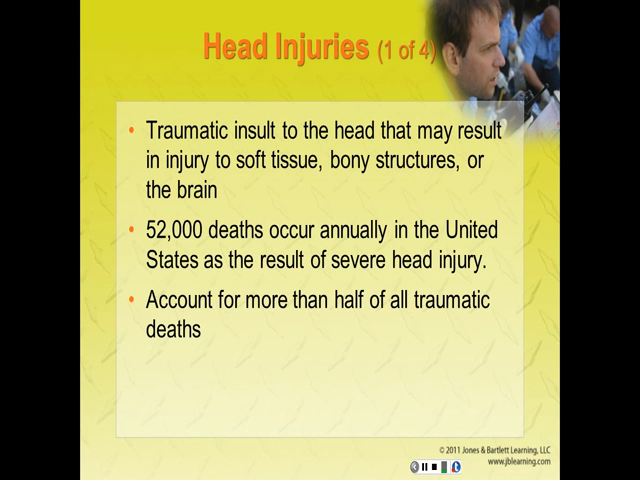 Head Injuries (1 of 4)
• Traumatic insult to the head that may result
in injury to soft tissue, bony structures, or
the brain
• 52,000 deaths occur annually in the United
States as the result of severe head injury.
• Account for more than half of all traumatic
deaths
© 2011 Jones & Bartlett Learning, LLC
www.jblearning.com